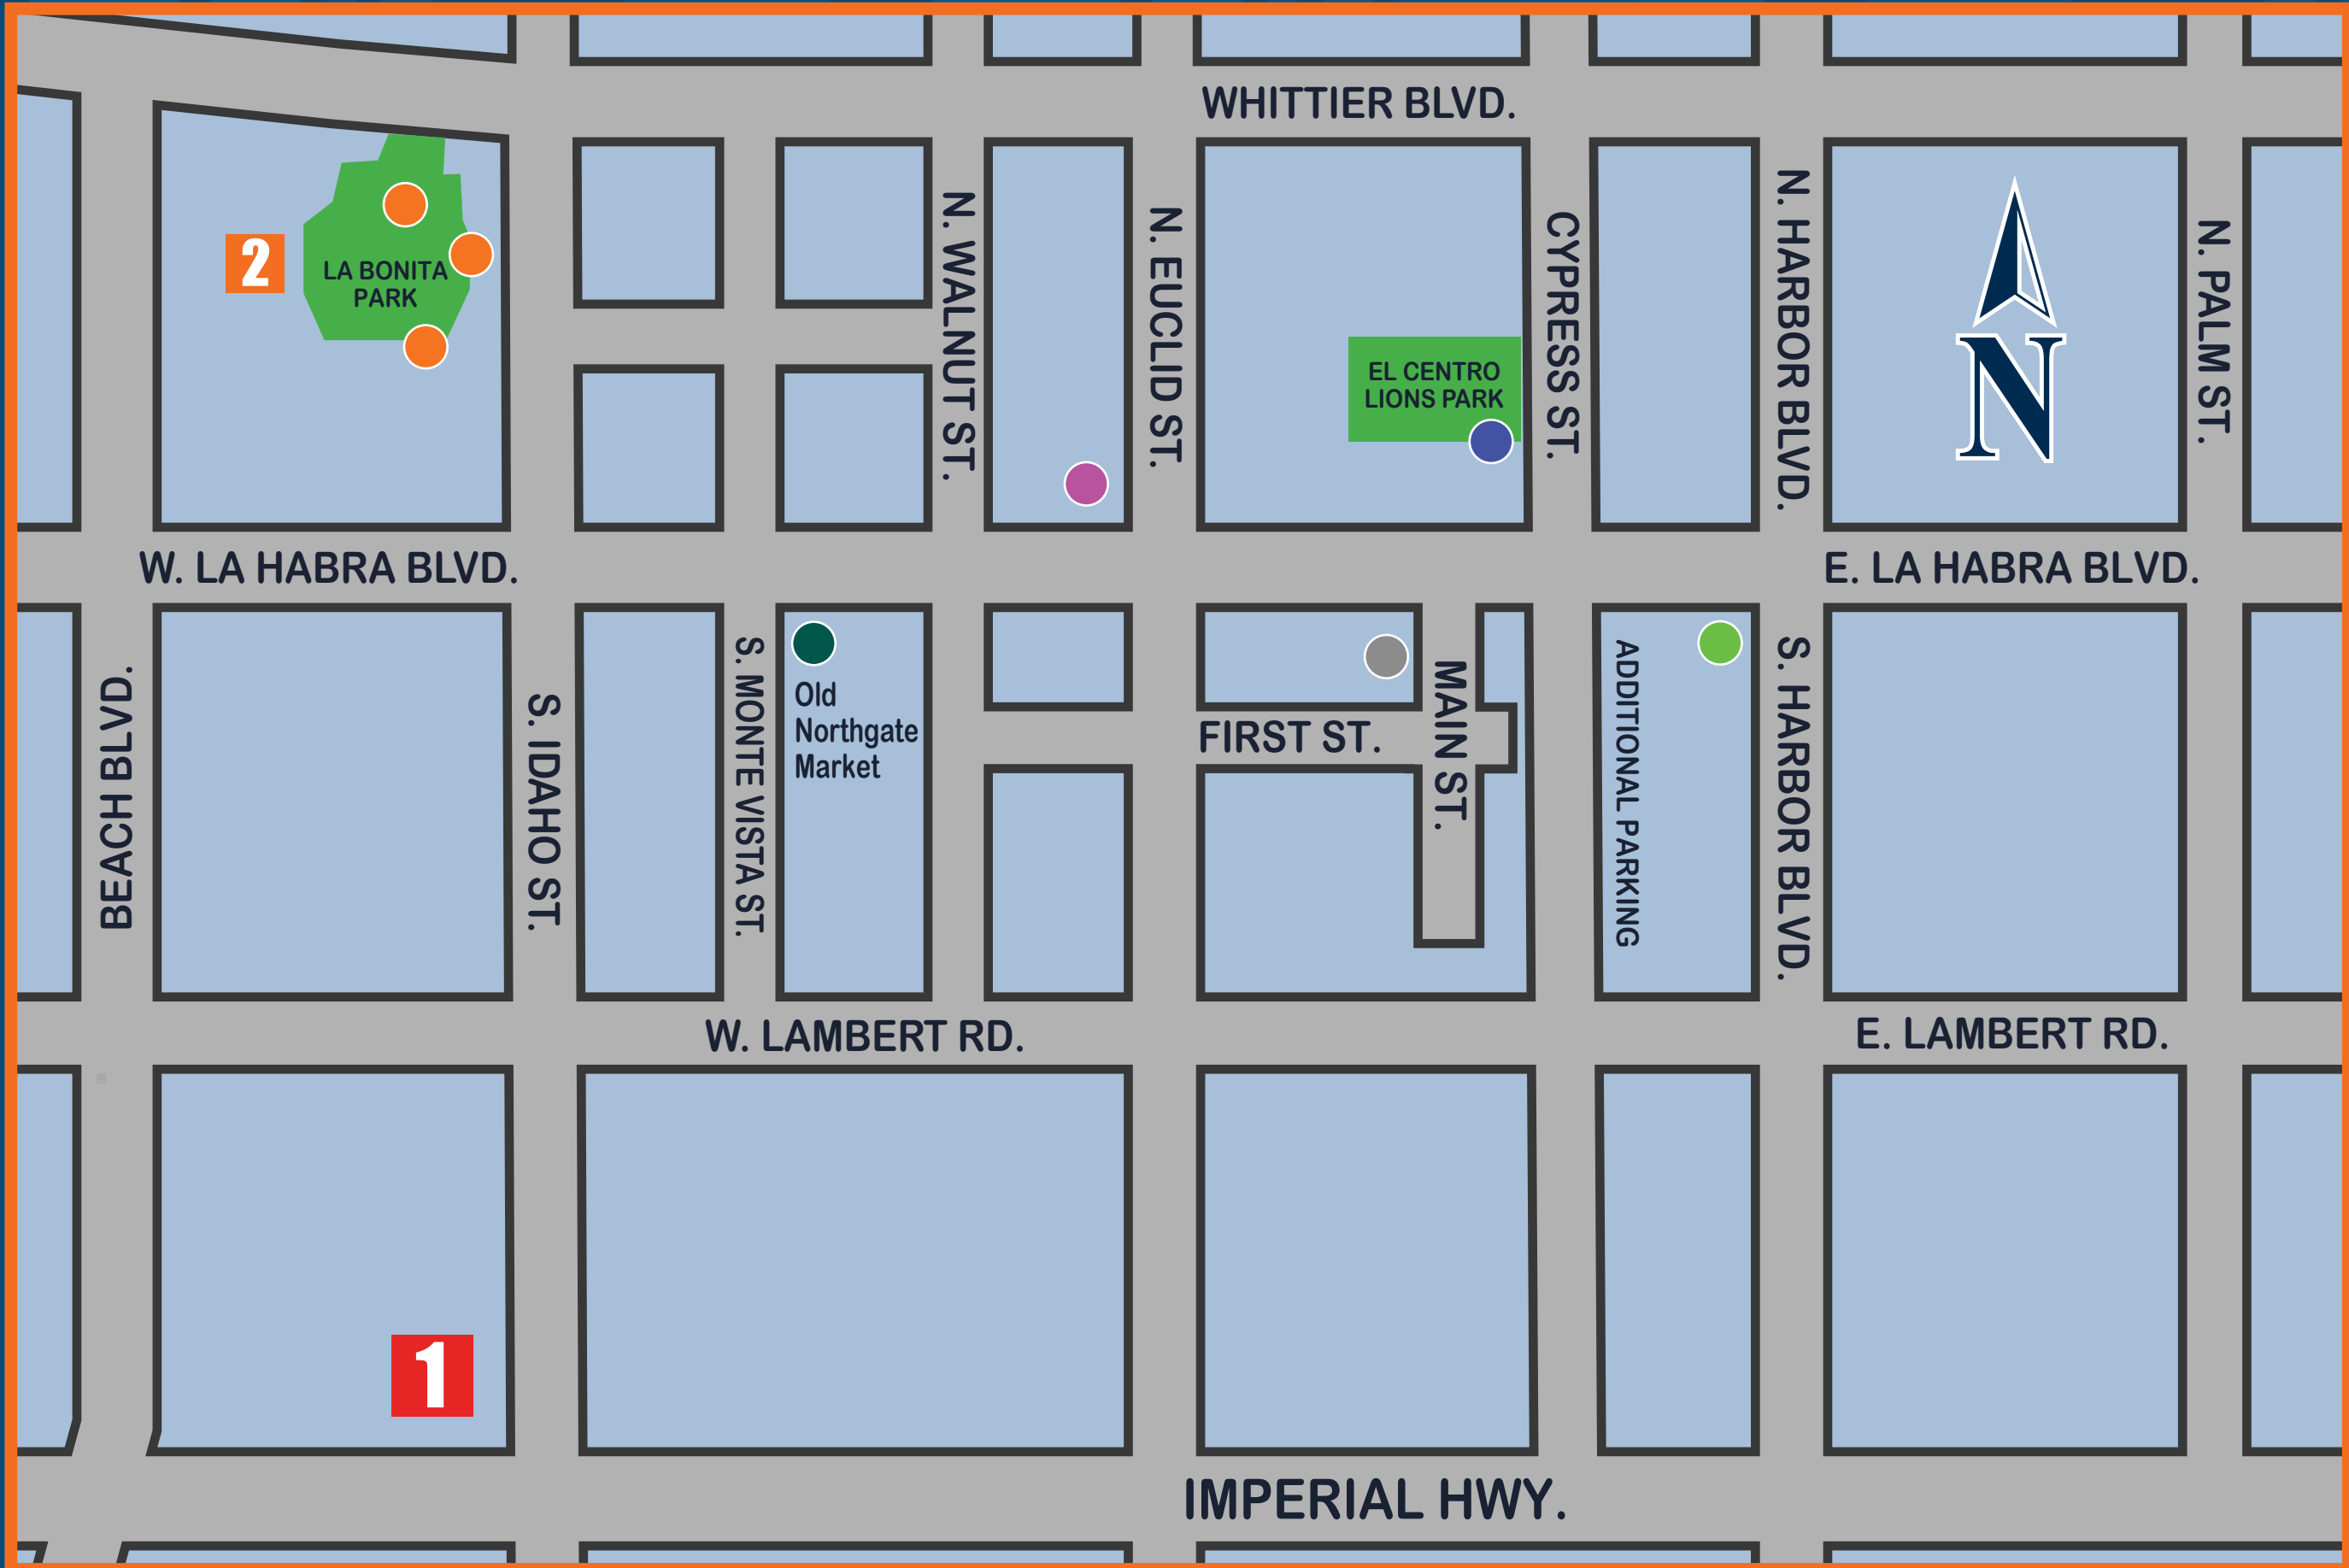 WHITTIER BLVD.
2
LA BONITA
PARK
N. WALNUT ST.
N. EUCLID ST.
EL CENTRO
LIONS PARK
CYPRESS ST.
N. HARBOR BLVD.
N
N. PALM ST.
W. LA HABRA BLVD.
E. LA HABRA BLVD.
BEACH BLVD.
S. IDAHO ST.
S. MONTE VISTA ST.
Old
Northgate
Market
FIRST ST.
MAIN ST.
ADDITIONAL PARKING
S. HARBOR BLVD.
W. LAMBERT RD.
E. LAMBERT RD.
1
IMPERIAL HWY.